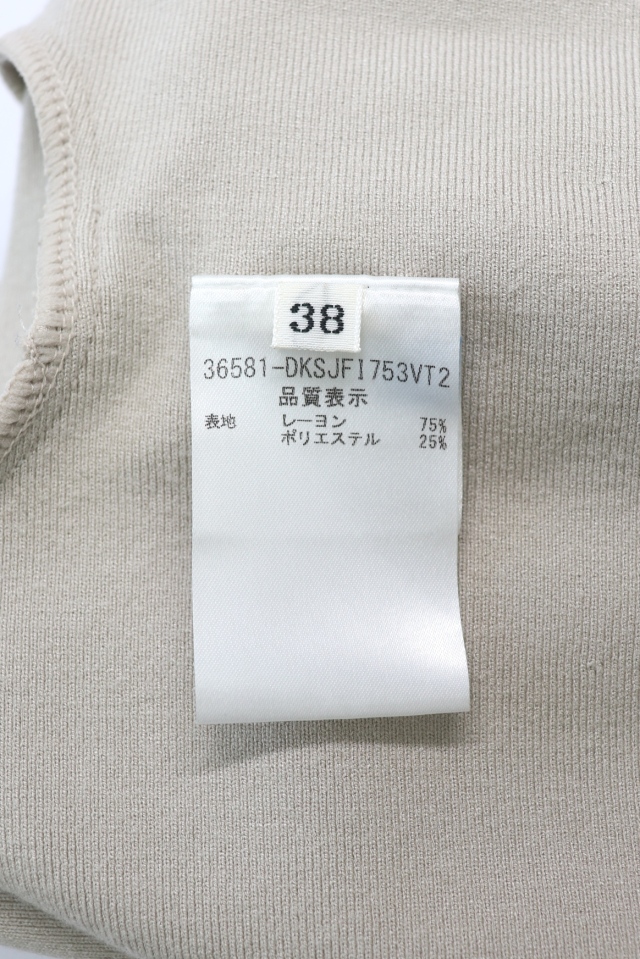 38
36581-DKSJFI753VT2
品質表示
表地 レーヨン 75%
ポリエステル 25%